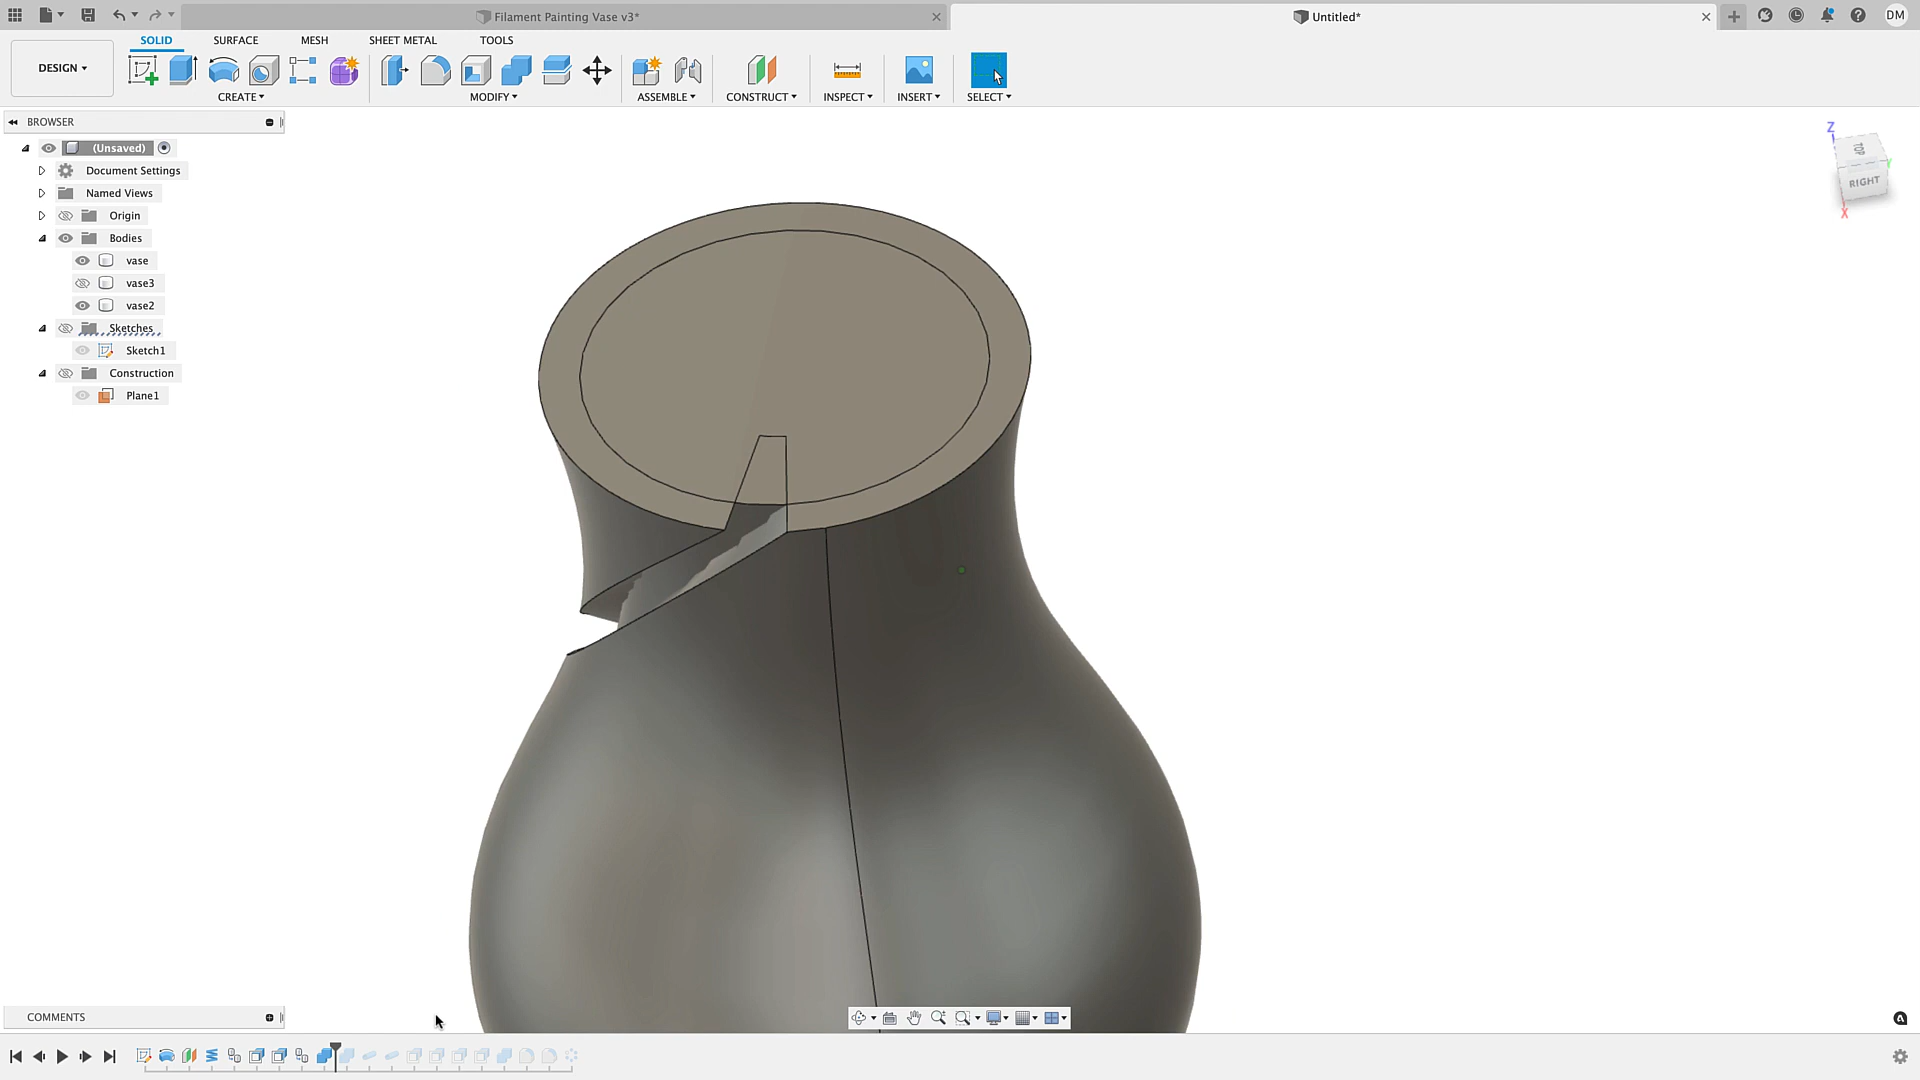 Filament Painting Vase v3*
Untitled*
DM
SOLID
SURFACE
MESH
SHEET METAL
TOOLS
DESIGN
CREATE
MODIFY
ASSEMBLE
CONSTRUCT
INSPECT
INSERT
SELECT
BROWSER
(Unsaved)
Document Settings
Named Views
Origin
Bodies
vase
vase3
vase2
Sketches
Sketch1
Construction
Plane1
Z
TOP
Y
RIGHT
X
COMMENTS